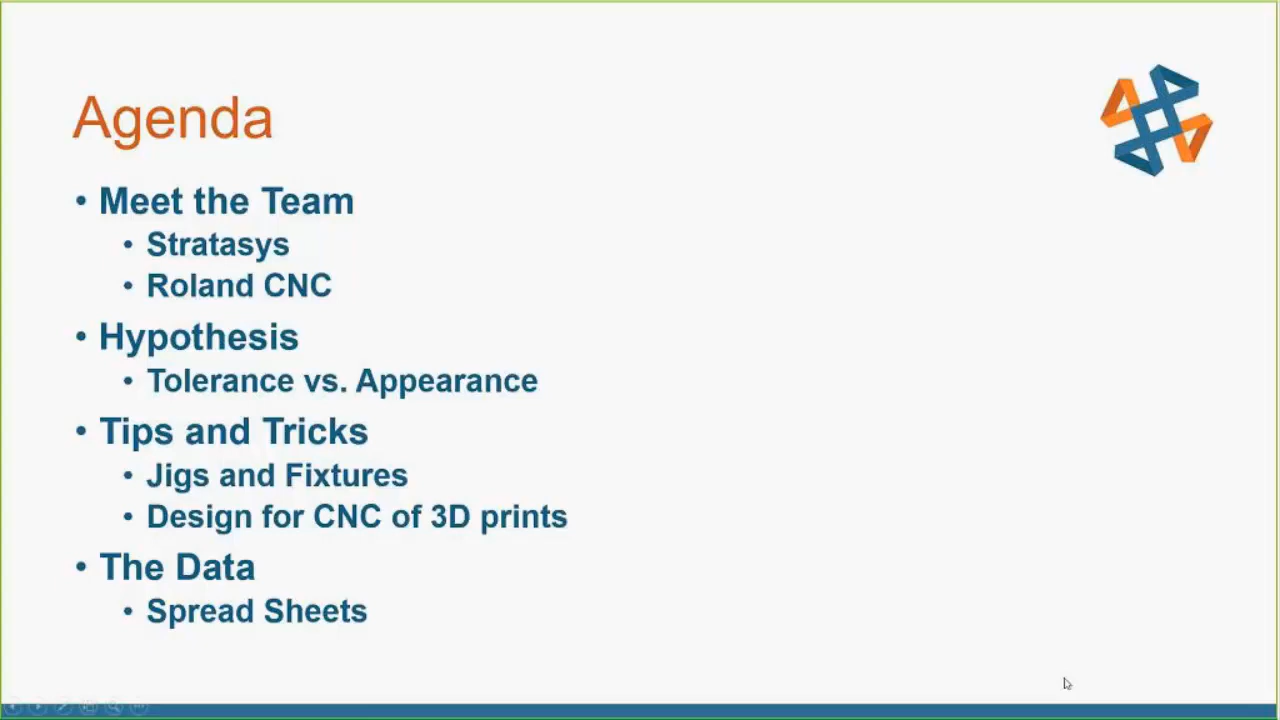 Agenda
• Meet the Team
• Stratasys
• Roland CNC
• Hypothesis
• Tolerance vs. Appearance
• Tips and Tricks
• Jigs and Fixtures
• Design for CNC of 3D prints
• The Data
• Spread Sheets